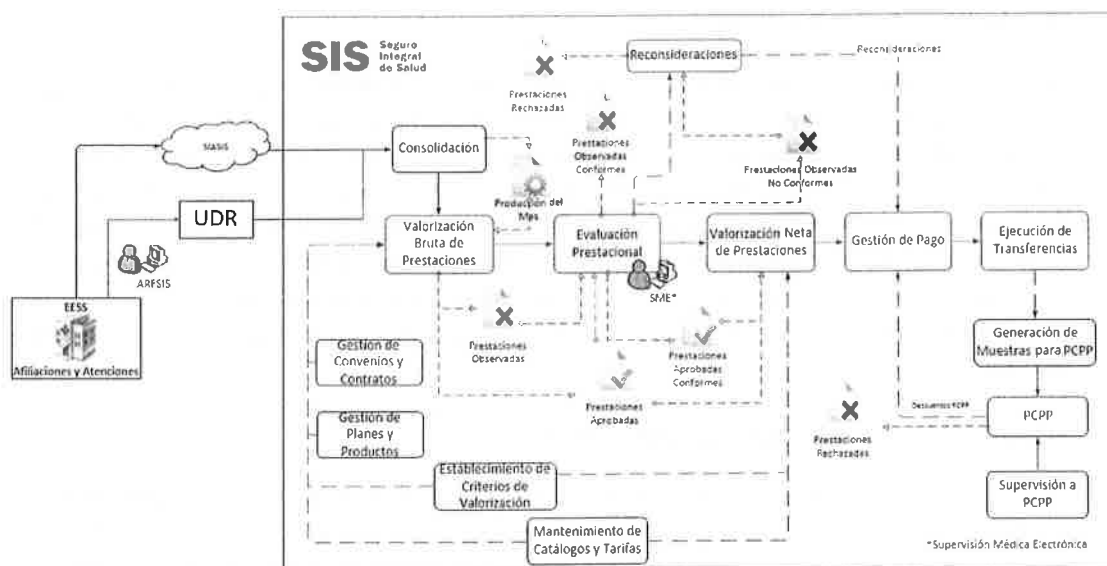 SIS
Seguro
Integral
de Salud
Reconsideraciones
Reconsideraciones
Prestaciones
Rechazadas
SIASIS
Consolidación
Prestaciones
Observadas
Conformes
Prestaciones Observadas
No Conformes
Producción del
Mes
UDR
Valorización
Bruta de
Prestaciones
Evaluación
Prestacional
Valorización Neta
de Prestaciones
Gestión de Pago
Ejecución de
Transferencias
ARFSIS
SME*
EESS
Afiliaciones y Atenciones
Prestaciones
Observadas
Prestaciones
Aprobadas
Conformes
Generación de
Muestras para PCPP
Gestión de
Convenios y
Contratos
Prestaciones
Aprobadas
Descuentos PCPP
PCPP
Gestión de
Planes y
Productos
Prestaciones
Rechazadas
Establecimiento de
Criterios de
Valorización
Supervisión a
PCPP
Mantenimiento de
Catálogos y Tarifas
*Supervisión Médica Electrónica